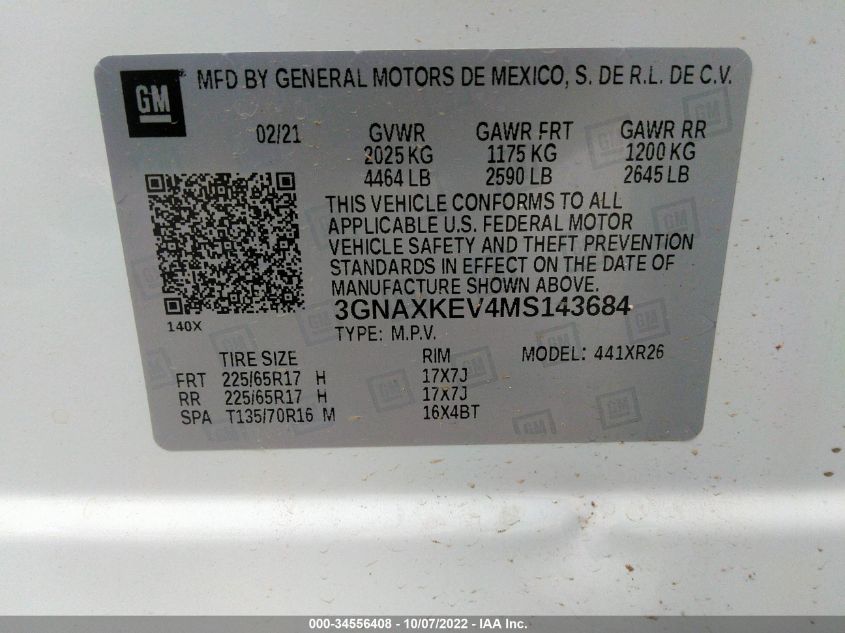 GM MFD BY GENERAL MOTORS DE MEXICO, S. DE R.L. DE C.V.
02/21 GVWR GAWR FRT GAWR RR
2025 KG 1175 KG 1200 KG
4464 LB 2590 LB 2645 LB
THIS VEHICLE CONFORMS TO ALL
APPLICABLE U.S. FEDERAL MOTOR
VEHICLE SAFETY AND THEFT PREVENTION
STANDARDS IN EFFECT ON THE DATE OF
MANUFACTURE SHOWN ABOVE.
3GNAXKEV4MS143684
140X TYPE: M.P.V.
TIRE SIZE RIM MODEL: 441XR26
FRT 225/65R17 H 17X7J
RR 225/65R17 H 17X7J
SPA T135/70R16 M 16X4BT
000-34556408 - 10/07/2022 - IAA Inc.